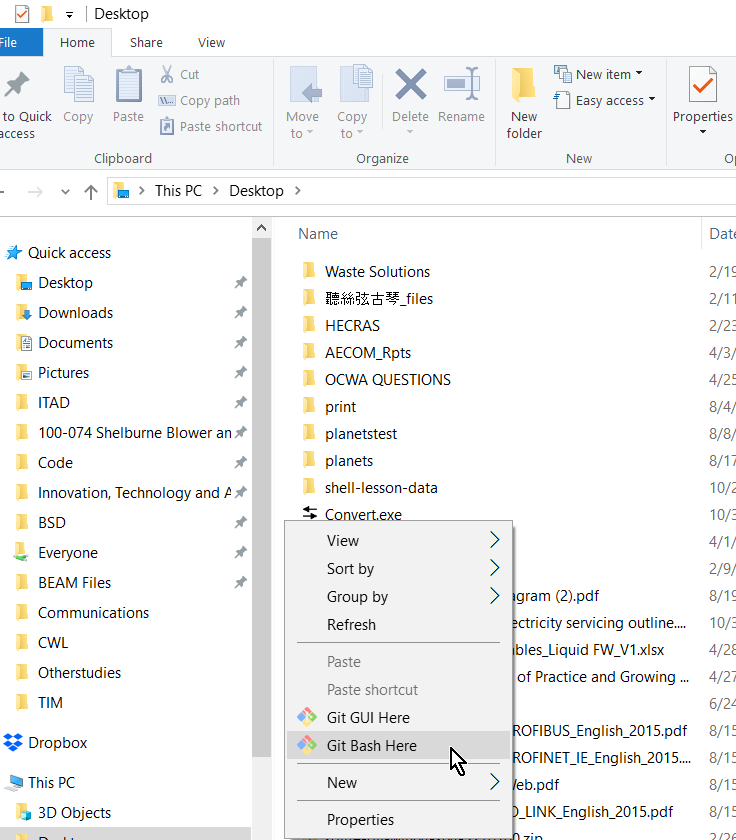 Desktop
File
Home
Share
View
to Quick
access
Copy
Paste
Cut
Copy path
Paste shortcut
Clipboard
Move
to
Copy
to
Delete
Rename
Organize
New
folder
New item
Easy access
New
Properties
Op
This PC
Desktop
Quick access
Desktop
Downloads
Documents
Pictures
ITAD
100-074 Shelburne Blower an
Code
Innovation, Technology and A
BSD
Everyone
BEAM Files
Communications
CWL
Otherstudies
TIM
Dropbox
This PC
3D Objects
Name
Date
Waste Solutions 2/19
聽絲弦古琴_files 2/11
HECRAS 2/23
AECOM_Rpts 4/3/
OCWA QUESTIONS 4/25
print 8/4/
planetstest 8/8/
planets 8/17
shell-lesson-data 10/2
Convert.exe 10/3
4/1/
2/9/
agram (2).pdf 8/19
ectricity servicing outline.... 10/3
bles_Liquid FW_V1.xlsx 4/28
of Practice and Growing ... 4/27
6/24
ROFIBUS_English_2015.pdf 8/15
ROFINET_IE_English_2015.... 8/15
Web.pdf 8/15
O_LINK_English_2015.pdf 8/15
View
Sort by
Group by
Refresh
Paste
Paste shortcut
Git GUI Here
Git Bash Here
New
Properties